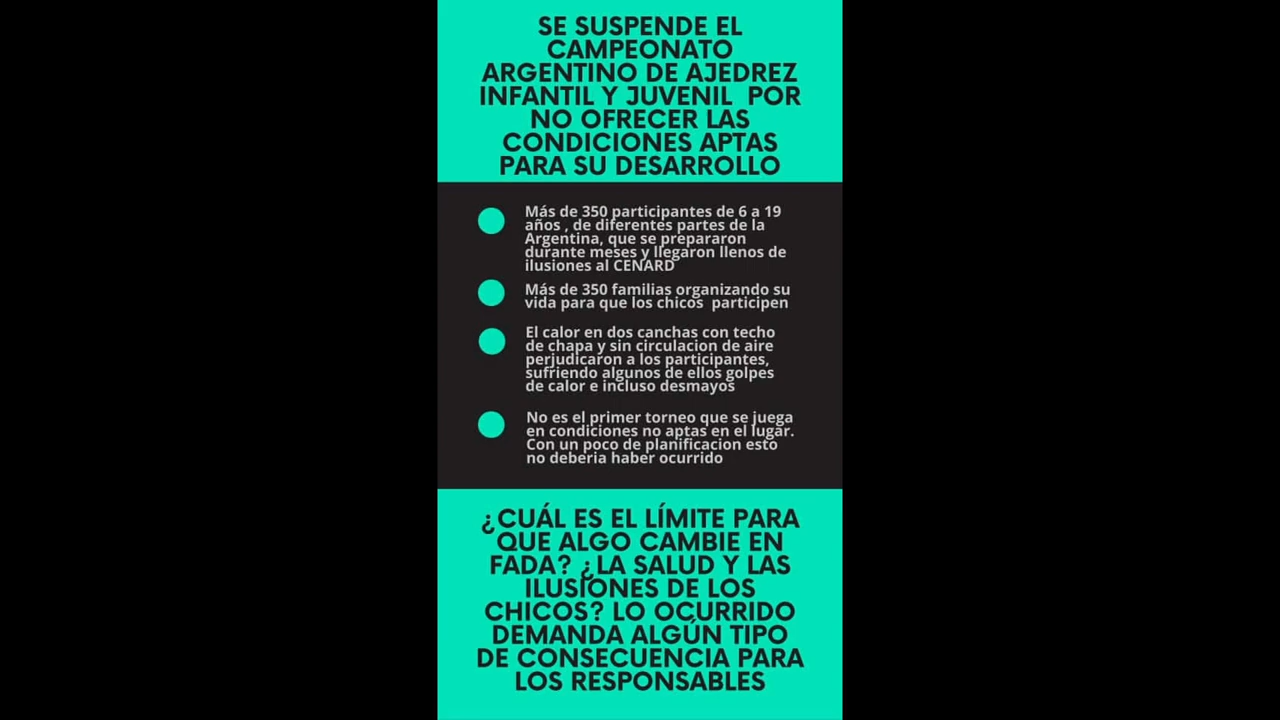 SE SUSPENDE EL
CAMPEONATO
ARGENTINO DE AJEDREZ
INFANTIL Y JUVENIL POR
NO OFRECER LAS
CONDICIONES APTAS
PARA SU DESARROLLO
Más de 350 participantes de 6 a 19
años , de diferentes partes de la
Argentina, que se prepararon
durante meses y llegaron llenos de
ilusiones al CENARD
Más de 350 familias organizando su
vida para que los chicos participen
El calor en dos canchas con techo
de chapa y sin circulacion de aire
perjudicaron a los participantes,
sufriendo algunos de ellos golpes
de calor e incluso desmayos
No es el primer torneo que se juega
en condiciones no aptas en el lugar.
Con un poco de planificacion esto
no deberia haber ocurrido
¿CUÁL ES EL LÍMITE PARA
QUE ALGO CAMBIE EN
FADA? ¿LA SALUD Y LAS
ILUSIONES DE LOS
CHICOS? LO OCURRIDO
DEMANDA ALGÚN TIPO
DE CONSECUENCIA PARA
LOS RESPONSABLES